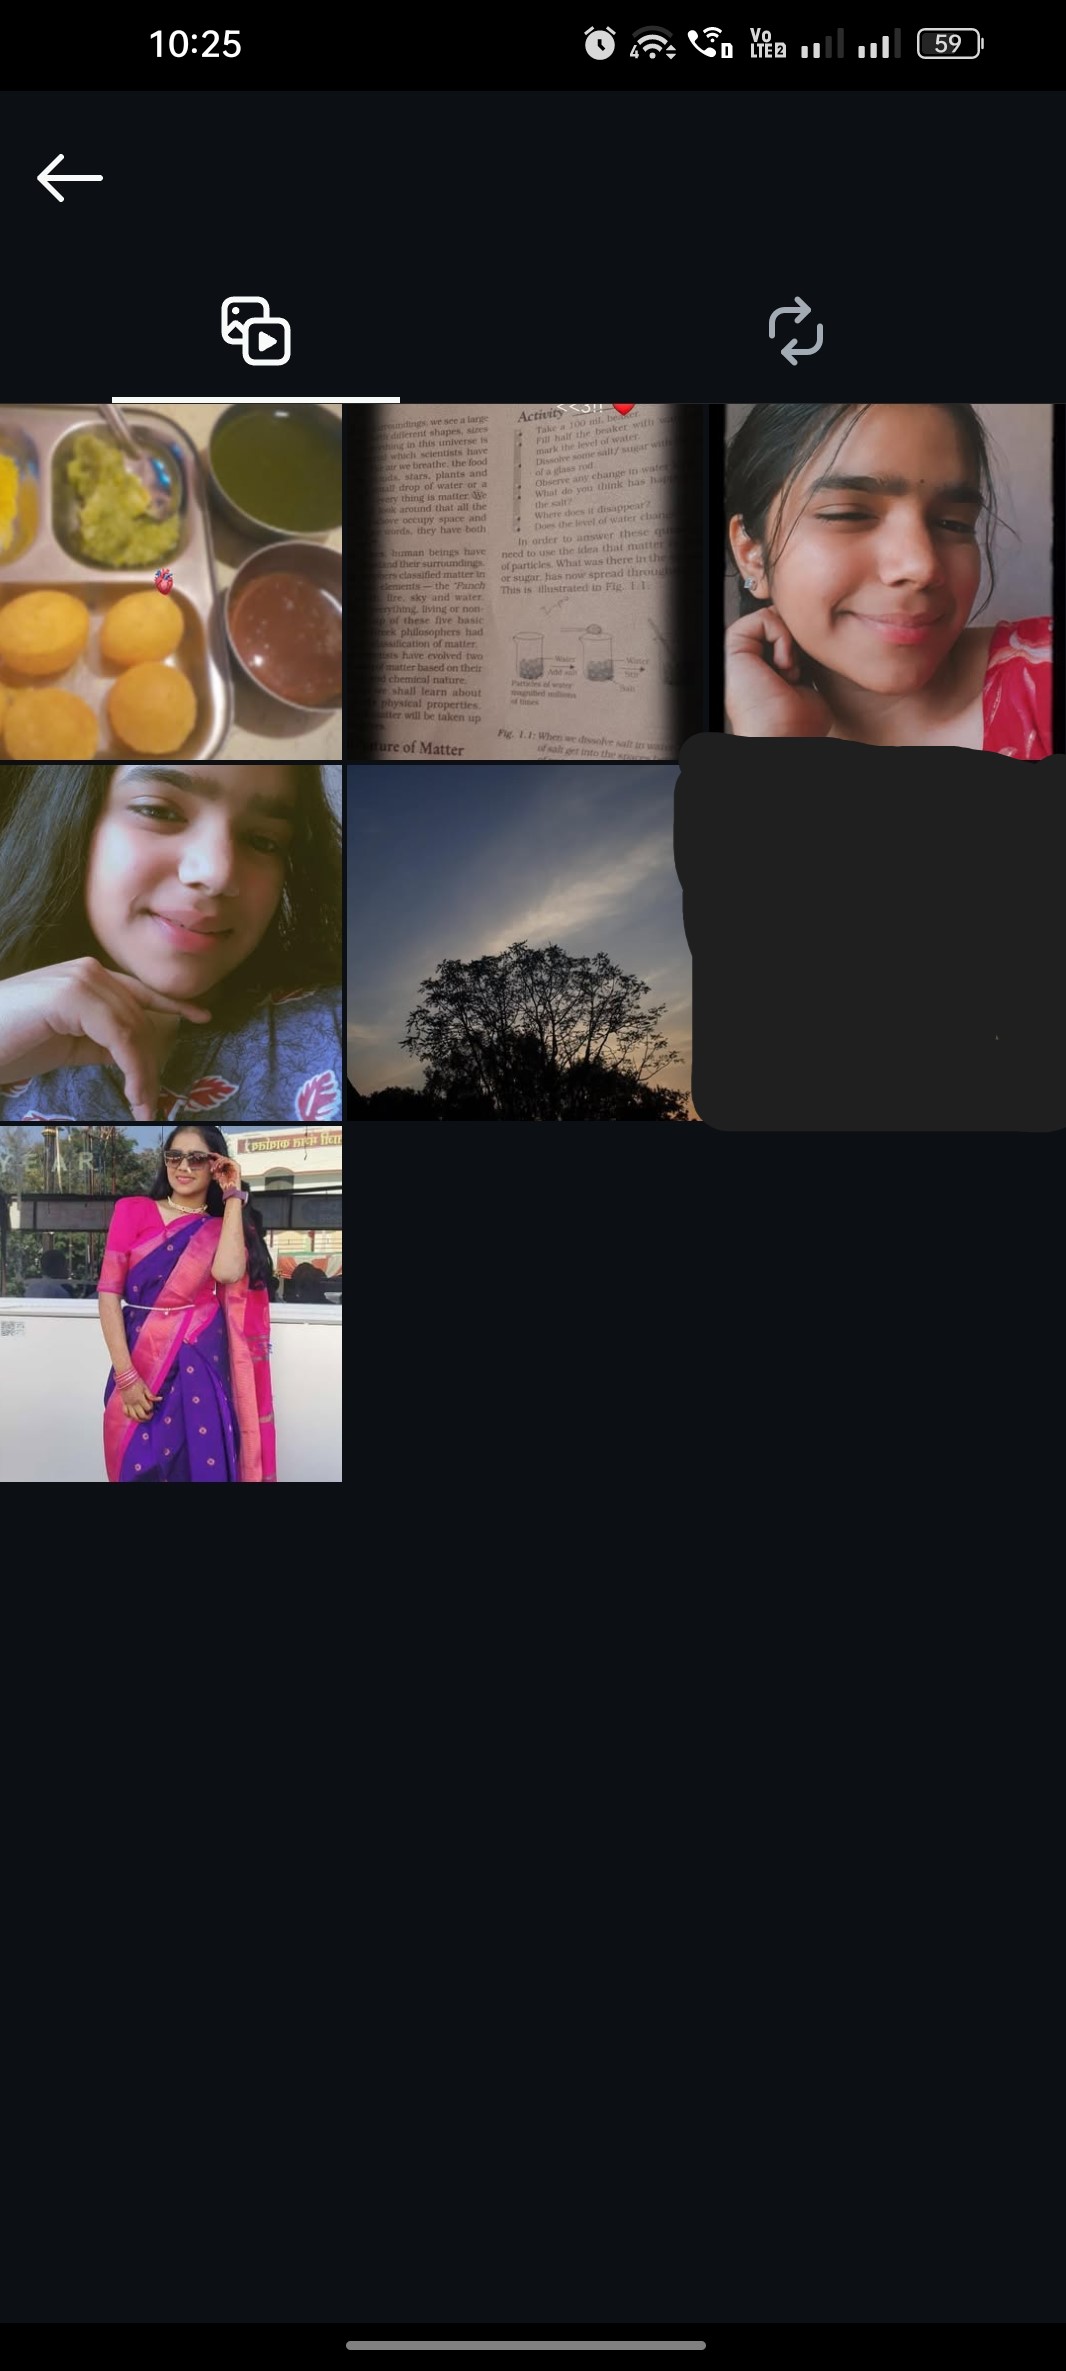 10:25
4
Vo
LTE 2
59
<<3!!
urroundings, we see a large
different shapes, sizes
thing in this universe is
which scientists have
air we breathe, the food
stars, plants and
small drop of water or a
every thing is matter. We
look around that all the
occupy space and
words, they have both
human beings have
their surroundings.
classified matter in
elements — the "Panch
fire, sky and water.
everything, living or non-
of these five basic
philosophers had
classification of matter.
have evolved two
matter based on their
chemical nature.
shall learn about
physical properties.
matter will be taken up
ture of Matter
Activity
Take a 100 mL beaker.
Fill half the beaker with
mark the level of water.
Dissolve some salt/ sugar with
of a glass rod.
Observe any change in water
What do you think has
the salt?
Where does it disappear?
Does the level of water
In order to answer these
need to use the idea that matter
of particles. What was there in the
or sugar, has now spread
This is illustrated in Fig. 1.1.
Water
Add salt
Water
Stir
Salt
Particles of water
magnified millions
of times
Fig. 1.1: When we dissolve salt in water
of salt get into the spaces
YEAR